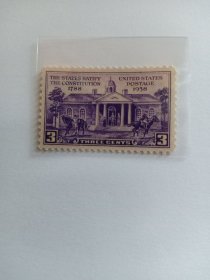 THE STATES RATIFY
THE CONSTITUTION
1788
UNITED STATES
POSTAGE
1938
3 THREE CENTS 3